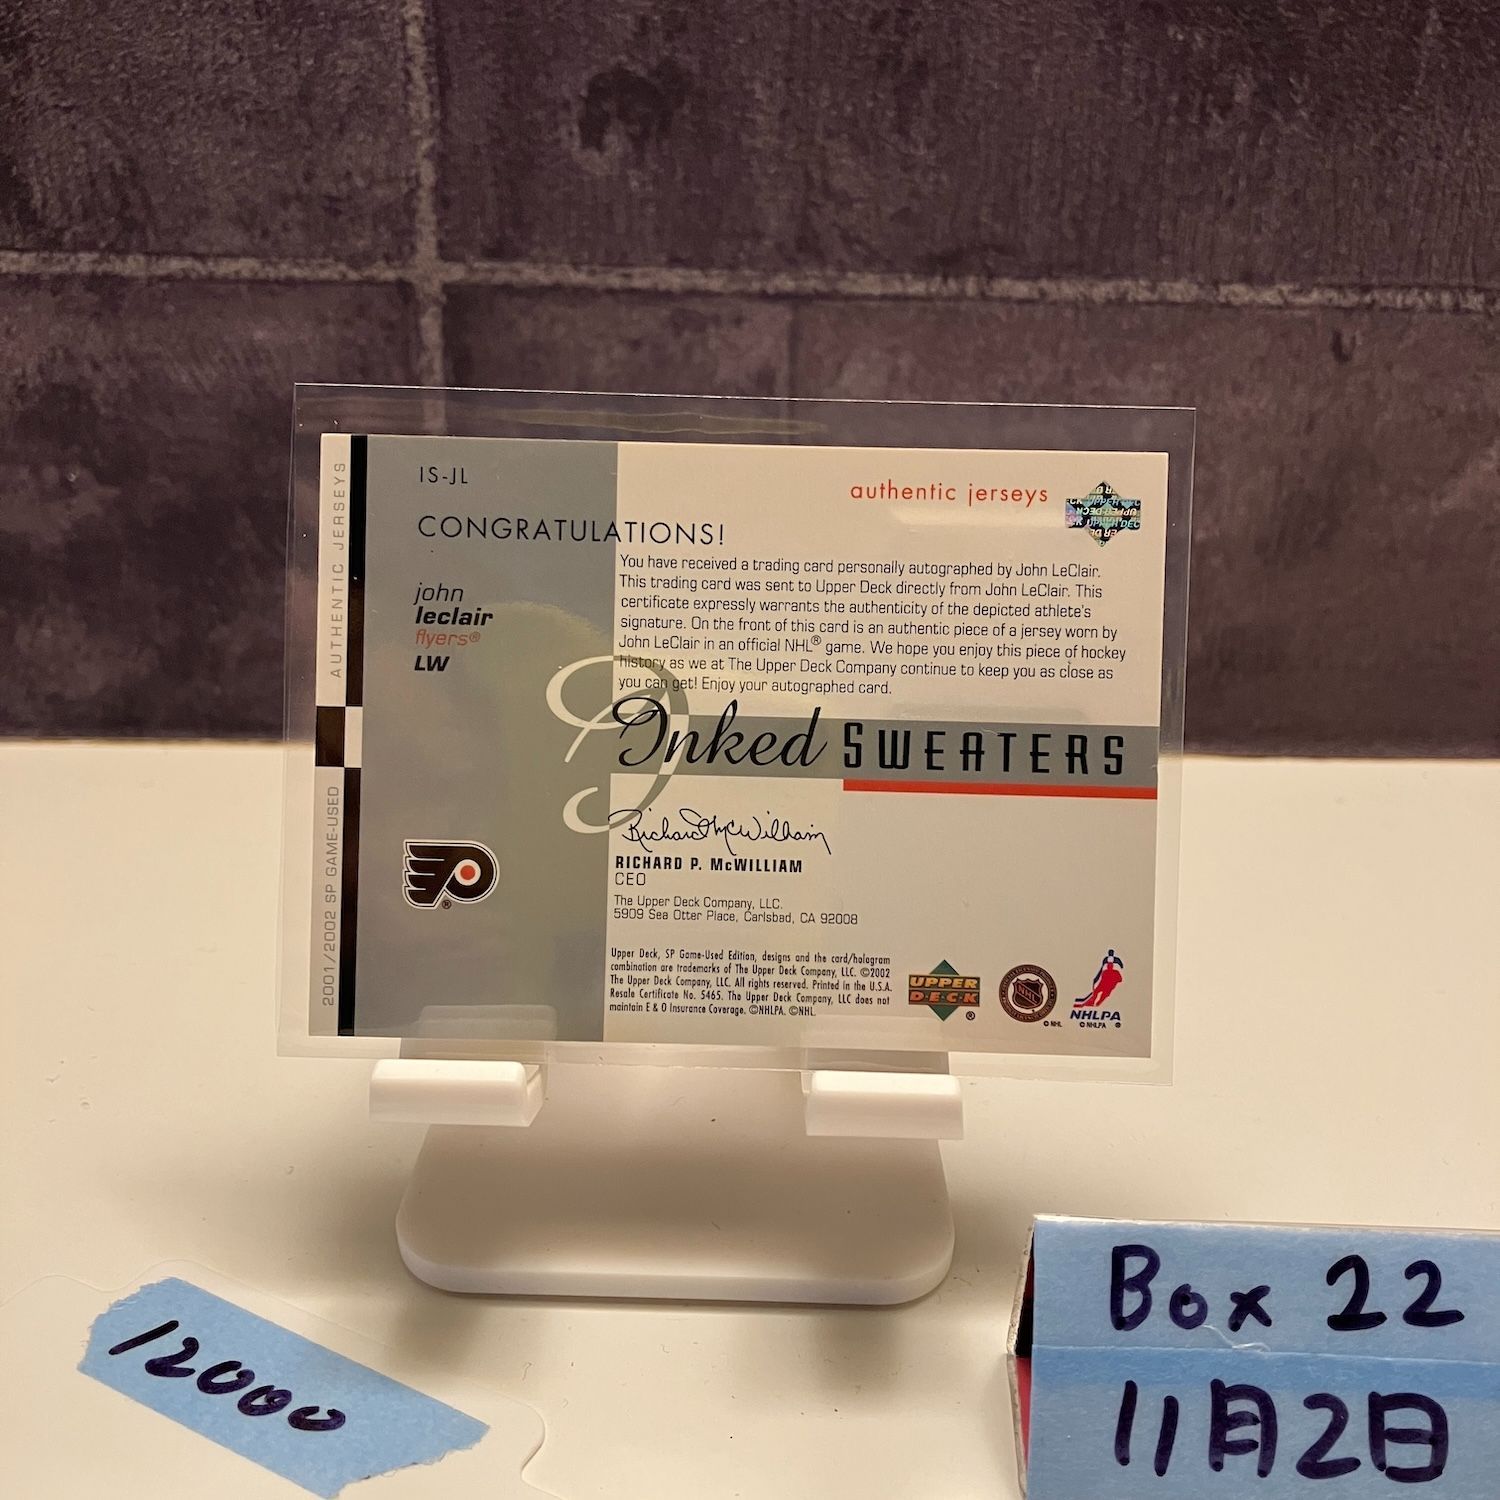 IS-JL
authentic jerseys
CONGRATULATIONS!
You have received a trading card personally autographed by John LeClair.
This trading card was sent to Upper Deck directly from John LeClair. This
certificate expressly warrants the authenticity of the depicted athlete's
signature. On the front of this card is an authentic piece of a jersey worn by
John LeClair in an official NHL® game. We hope you enjoy this piece of hockey
history as we at The Upper Deck Company continue to keep you as close as
you can get! Enjoy your autographed card.
john
leclair
flyers®
LW
AUTHENTIC JERSEYS
2001/2002 SP GAME-USED
Inked SWEATERS
Richard McWilliam
RICHARD P. McWILLIAM
CEO
The Upper Deck Company, LLC.
5909 Sea Otter Place, Carlsbad, CA 92008
Upper Deck, SP Game-Used Edition, designs and the card/hologram
combination are trademarks of The Upper Deck Company, LLC. ©2002
The Upper Deck Company, LLC. All rights reserved. Printed in the U.S.A.
Resale Certificate No. 5465. The Upper Deck Company, LLC does not
maintain E & O Insurance Coverage. ©NHLPA. ©NHL.
UPPER
D·E·C·K
®
NHL
© NHL
NHLPA
© NHLPA ®
12000
Box 22
11月2日